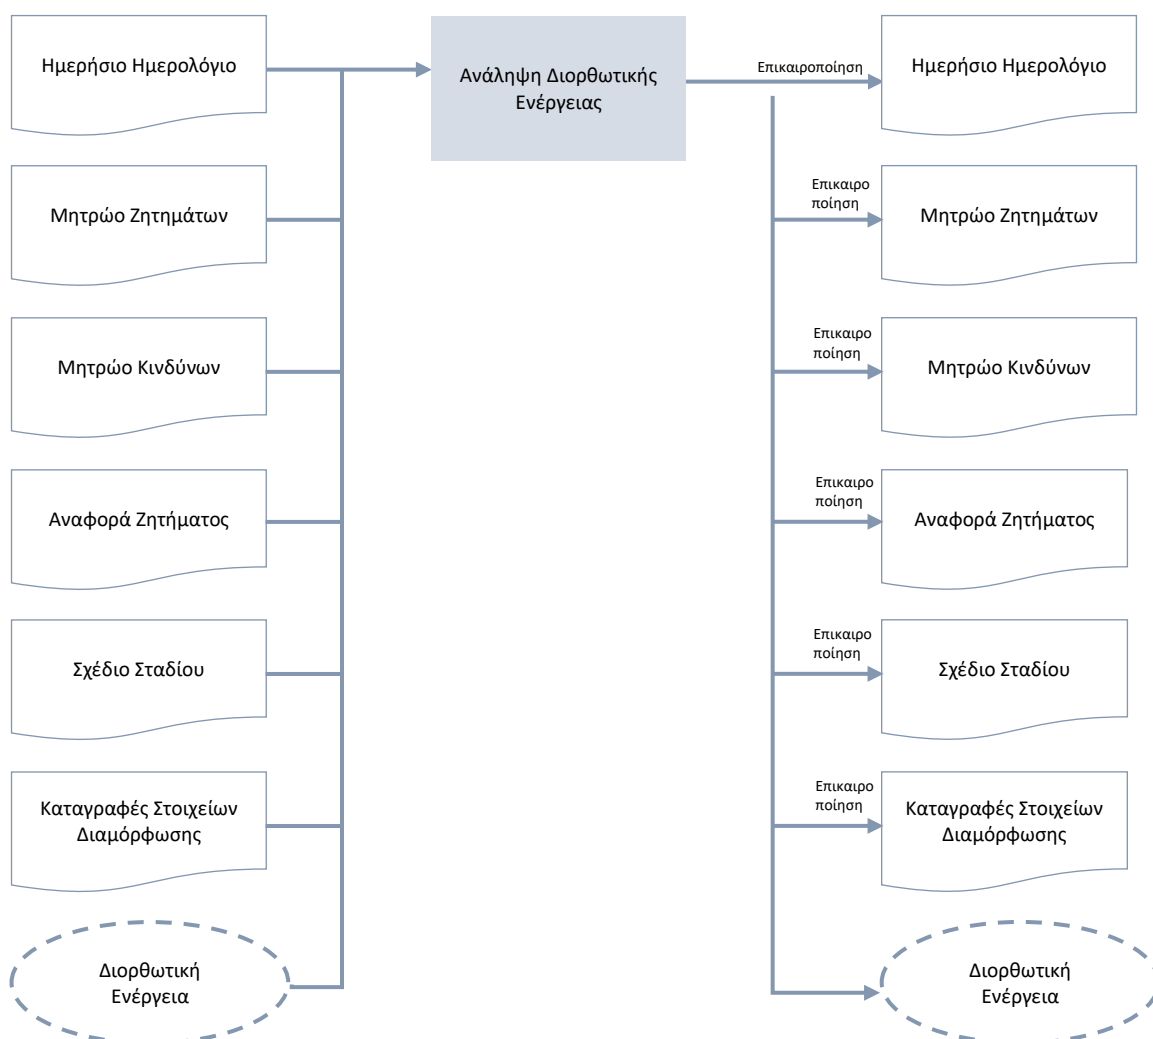 Ημερήσιο Ημερολόγιο
Ανάληψη Διορθωτικής
Ενέργειας
Επικαιροποίηση
Ημερήσιο Ημερολόγιο
Μητρώο Ζητημάτων
Επικαιρο
ποίηση
Μητρώο Ζητημάτων
Μητρώο Κινδύνων
Επικαιρο
ποίηση
Μητρώο Κινδύνων
Αναφορά Ζητήματος
Επικαιρο
ποίηση
Αναφορά Ζητήματος
Σχέδιο Σταδίου
Επικαιρο
ποίηση
Σχέδιο Σταδίου
Καταγραφές Στοιχείων
Διαμόρφωσης
Επικαιρο
ποίηση
Καταγραφές Στοιχείων
Διαμόρφωσης
Διορθωτική
Ενέργεια
Διορθωτική
Ενέργεια